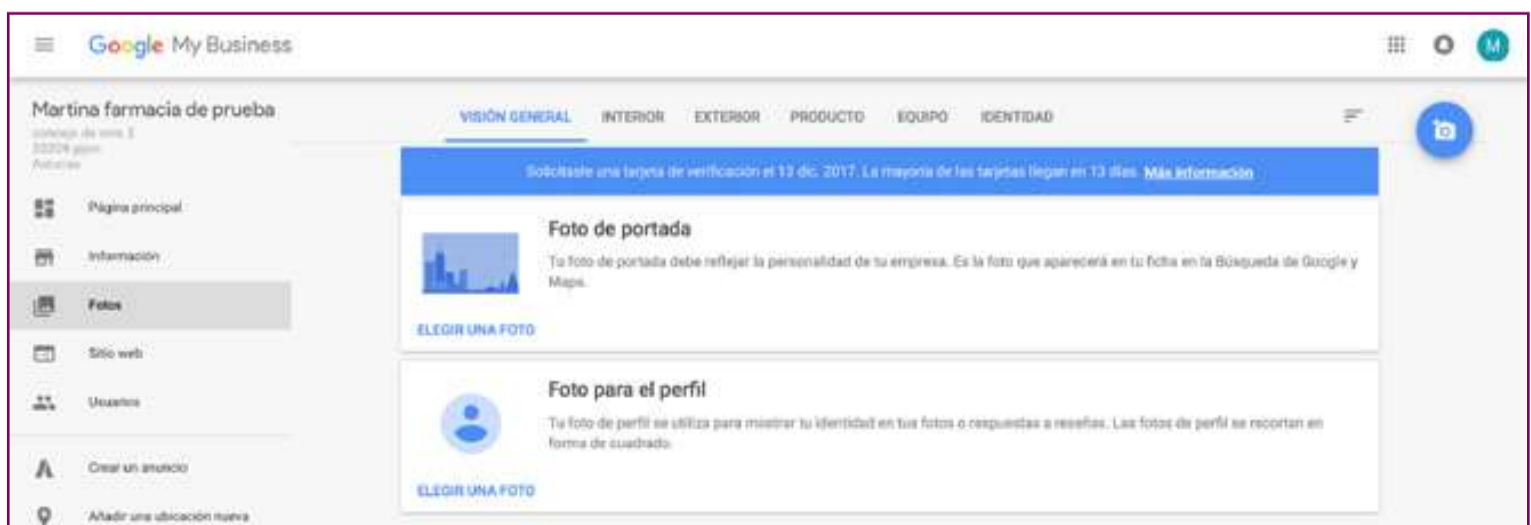 Google My Business
M
Martina farmacia de prueba
Asturias
VISIÓN GENERAL INTERIOR EXTERIOR PRODUCTO EQUIPO IDENTIDAD
Solicitaste una tarjeta de verificación el 13 dic. 2017. La mayoría de las tarjetas llegan en 13 días. Más información
Página principal
Información
Fotos
Sitio web
Usuarios
Crear un anuncio
Añadir una ubicación nueva
Foto de portada
Tu foto de portada debe reflejar la personalidad de tu empresa. Es la foto que aparecerá en tu ficha en la Búsqueda de Google y
Maps.
ELEGIR UNA FOTO
Foto para el perfil
Tu foto de perfil se utiliza para mostrar tu identidad en tus fotos o respuestas a reseñas. Las fotos de perfil se recortan en
forma de cuadrado.
ELEGIR UNA FOTO